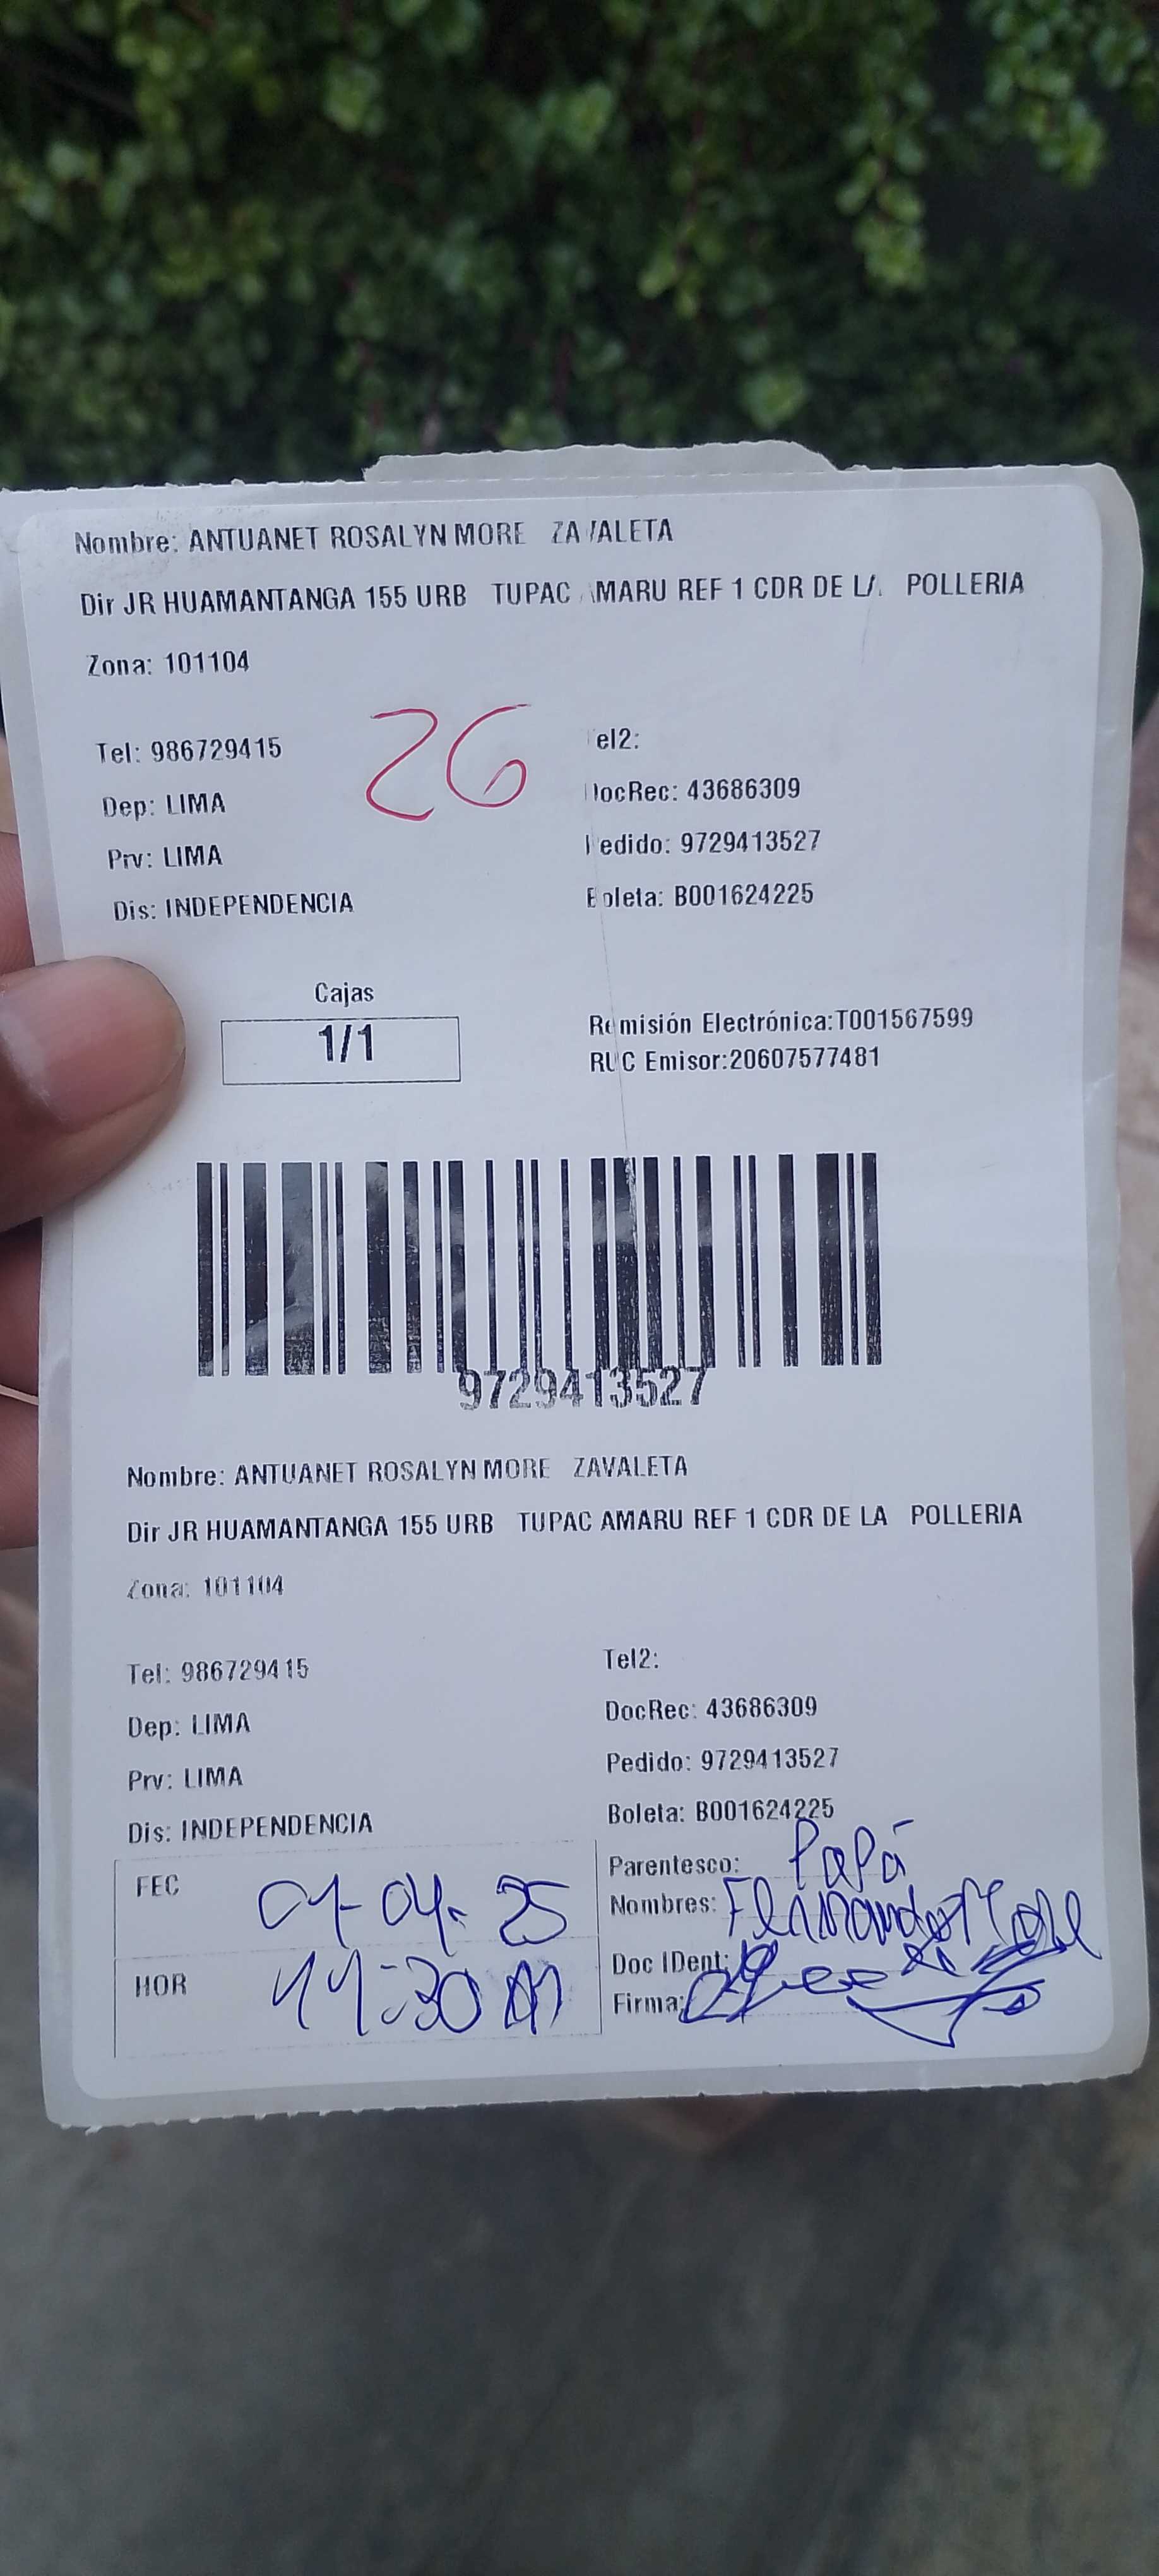 Nombre: ANTUANET ROSALYN MORE ZAVALETA
Dir JR HUAMANTANGA 155 URB TUPAC AMARU REF 1 CDR DE LA POLLERIA
Zona: 101104
26
Tel: 986729415
Tel2:
Dep: LIMA
DocRec: 43686309
Prv: LIMA
Pedido: 9729413527
Dis: INDEPENDENCIA
Boleta: B001624225
Cajas
1/1
Remisión Electrónica:T001567599
RUC Emisor:20607577481
9729413527
Nombre: ANTUANET ROSALYN MORE ZAVALETA
Dir JR HUAMANTANGA 155 URB TUPAC AMARU REF 1 CDR DE LA POLLERIA
Zona: 101104
Tel: 986729415
Tel2:
Dep: LIMA
DocRec: 43686309
Prv: LIMA
Pedido: 9729413527
Dis: INDEPENDENCIA
Boleta: B001624225
FEC 01-04-25
Parentesco: Papá
Nombres: Fernando More
HOR 11:30
Doc IDent:
Firma: